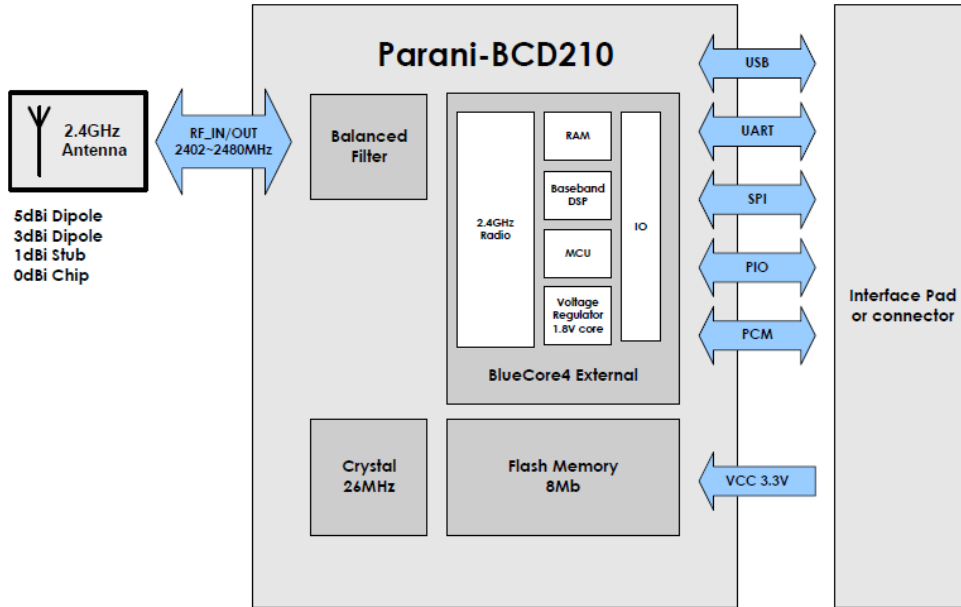 Parani-BCD210
2.4GHz
Antenna
RF_IN/OUT
2402~2480MHz
5dBi Dipole
3dBi Dipole
1dBi Stub
0dBi Chip
Balanced
Filter
2.4GHz
Radio
RAM
Baseband
DSP
MCU
Voltage
Regulator
1.8V core
IO
BlueCore4 External
Crystal
26MHz
Flash Memory
8Mb
USB
UART
SPI
PIO
PCM
VCC 3.3V
Interface Pad
or connector